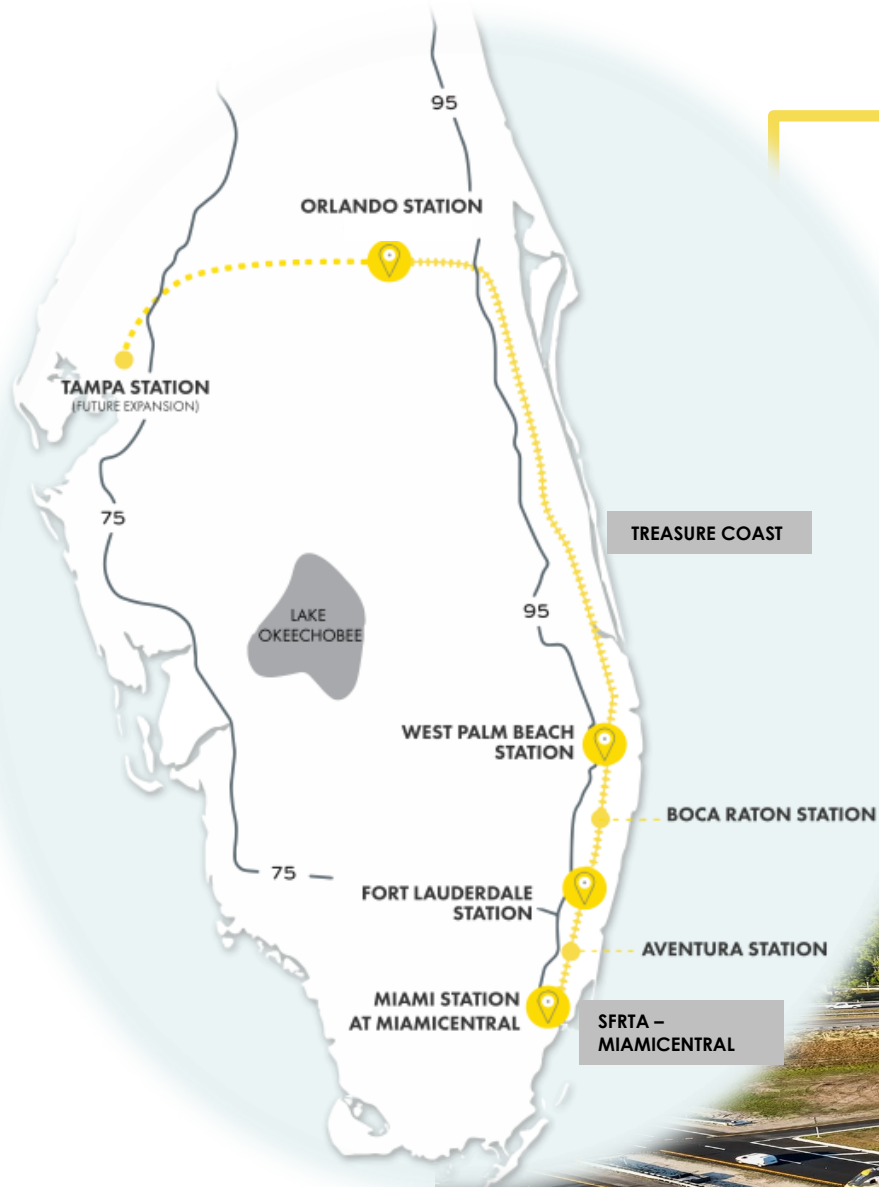 95
ORLANDO STATION
TAMPA STATION
(FUTURE EXPANSION)
75
TREASURE COAST
LAKE
OKEECHOBEE
95
WEST PALM BEACH
STATION
BOCA RATON STATION
75
FORT LAUDERDALE
STATION
AVENTURA STATION
MIAMI STATION
AT MIAMICENTRAL
SFRTA –
MIAMICENTRAL